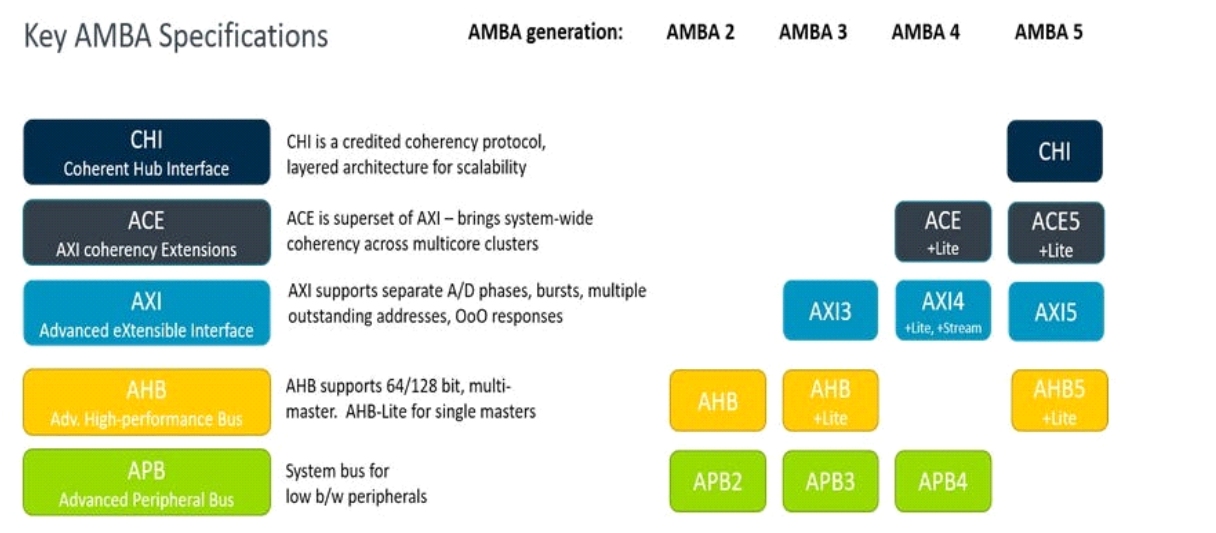 Key AMBA Specifications
AMBA generation: AMBA 2 AMBA 3 AMBA 4 AMBA 5
CHI
Coherent Hub Interface
CHI is a credited coherency protocol,
layered architecture for scalability
CHI
ACE
AXI coherency Extensions
ACE is superset of AXI – brings system-wide
coherency across multicore clusters
ACE
+Lite
ACE5
+Lite
AXI
Advanced eXtensible Interface
AXI supports separate A/D phases, bursts, multiple
outstanding addresses, OoO responses
AXI3
AXI4
+Lite, +Stream
AXI5
AHB
Adv. High-performance Bus
AHB supports 64/128 bit, multi-
master. AHB-Lite for single masters
AHB
AHB
+Lite
AHB5
+Lite
APB
Advanced Peripheral Bus
System bus for
low b/w peripherals
APB2
APB3
APB4